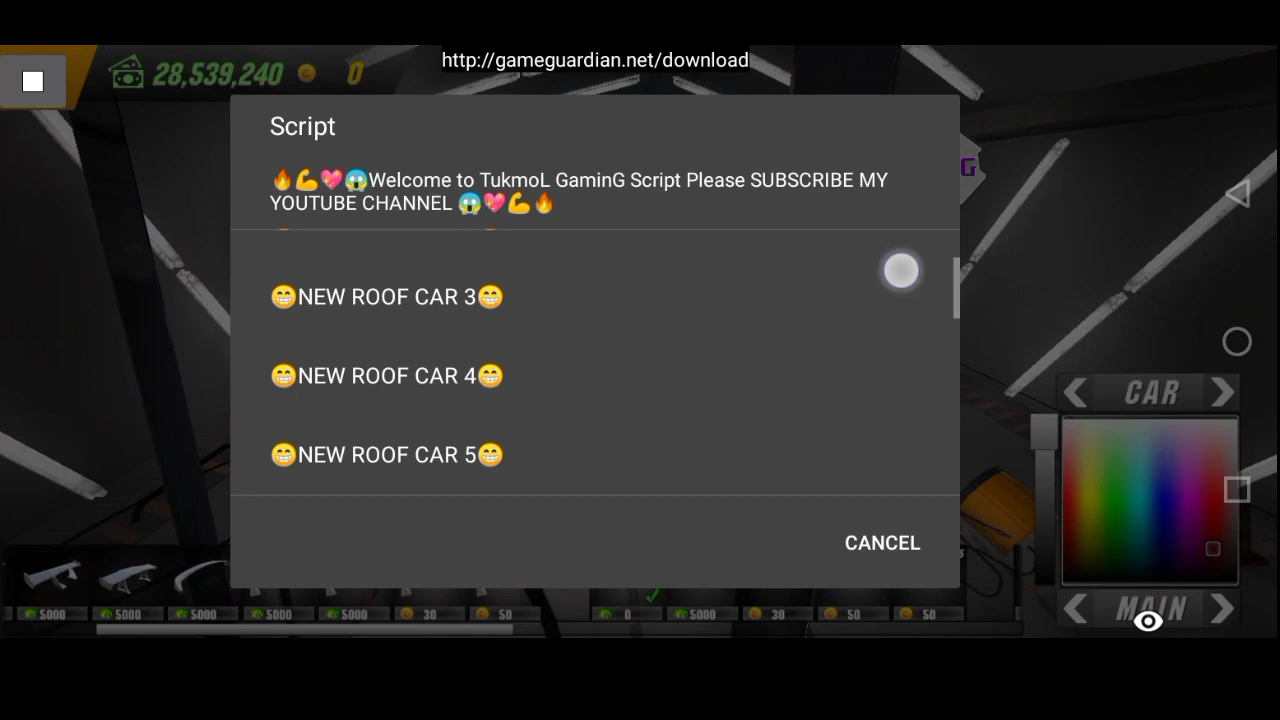 http://gameguardian.net/download
28,539,240 0
Script
🔥💪💖😱Welcome to TukmoL GaminG Script Please SUBSCRIBE MY
YOUTUBE CHANNEL 😱💖💪🔥
G
😁NEW ROOF CAR 3😁
😁NEW ROOF CAR 4😁
😁NEW ROOF CAR 5😁
CANCEL
CAR
5000 5000 5000 5000 5000 30 50 0 5000 30 50 50
MAIN